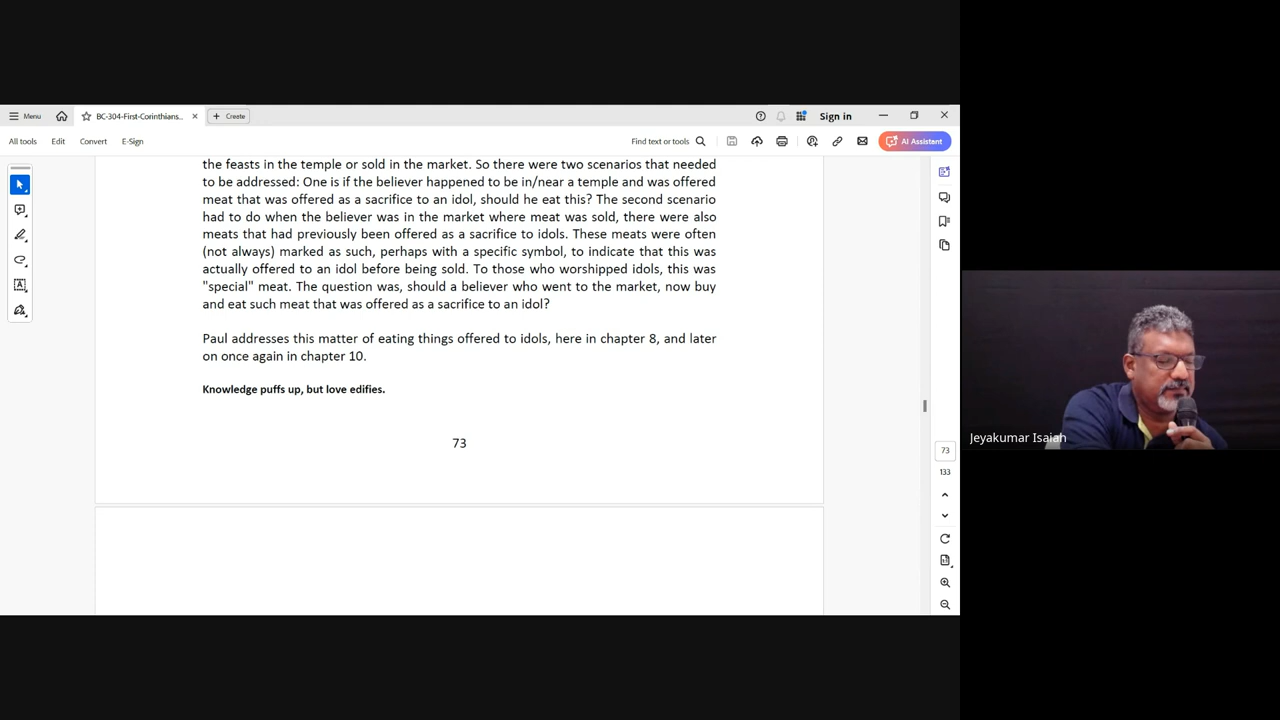 Menu
BC-304-First-Corinthians...
Create
Sign in
All tools
Edit
Convert
E-Sign
Find text or tools
AI Assistant
the feasts in the temple or sold in the market. So there were two scenarios that needed
to be addressed: One is if the believer happened to be in/near a temple and was offered
meat that was offered as a sacrifice to an idol, should he eat this? The second scenario
had to do when the believer was in the market where meat was sold, there were also
meats that had previously been offered as a sacrifice to idols. These meats were often
(not always) marked as such, perhaps with a specific symbol, to indicate that this was
actually offered to an idol before being sold. To those who worshipped idols, this was
"special" meat. The question was, should a believer who went to the market, now buy
and eat such meat that was offered as a sacrifice to an idol?
Paul addresses this matter of eating things offered to idols, here in chapter 8, and later
on once again in chapter 10.
Knowledge puffs up, but love edifies.
73
73
133
Jeyakumar Isaiah